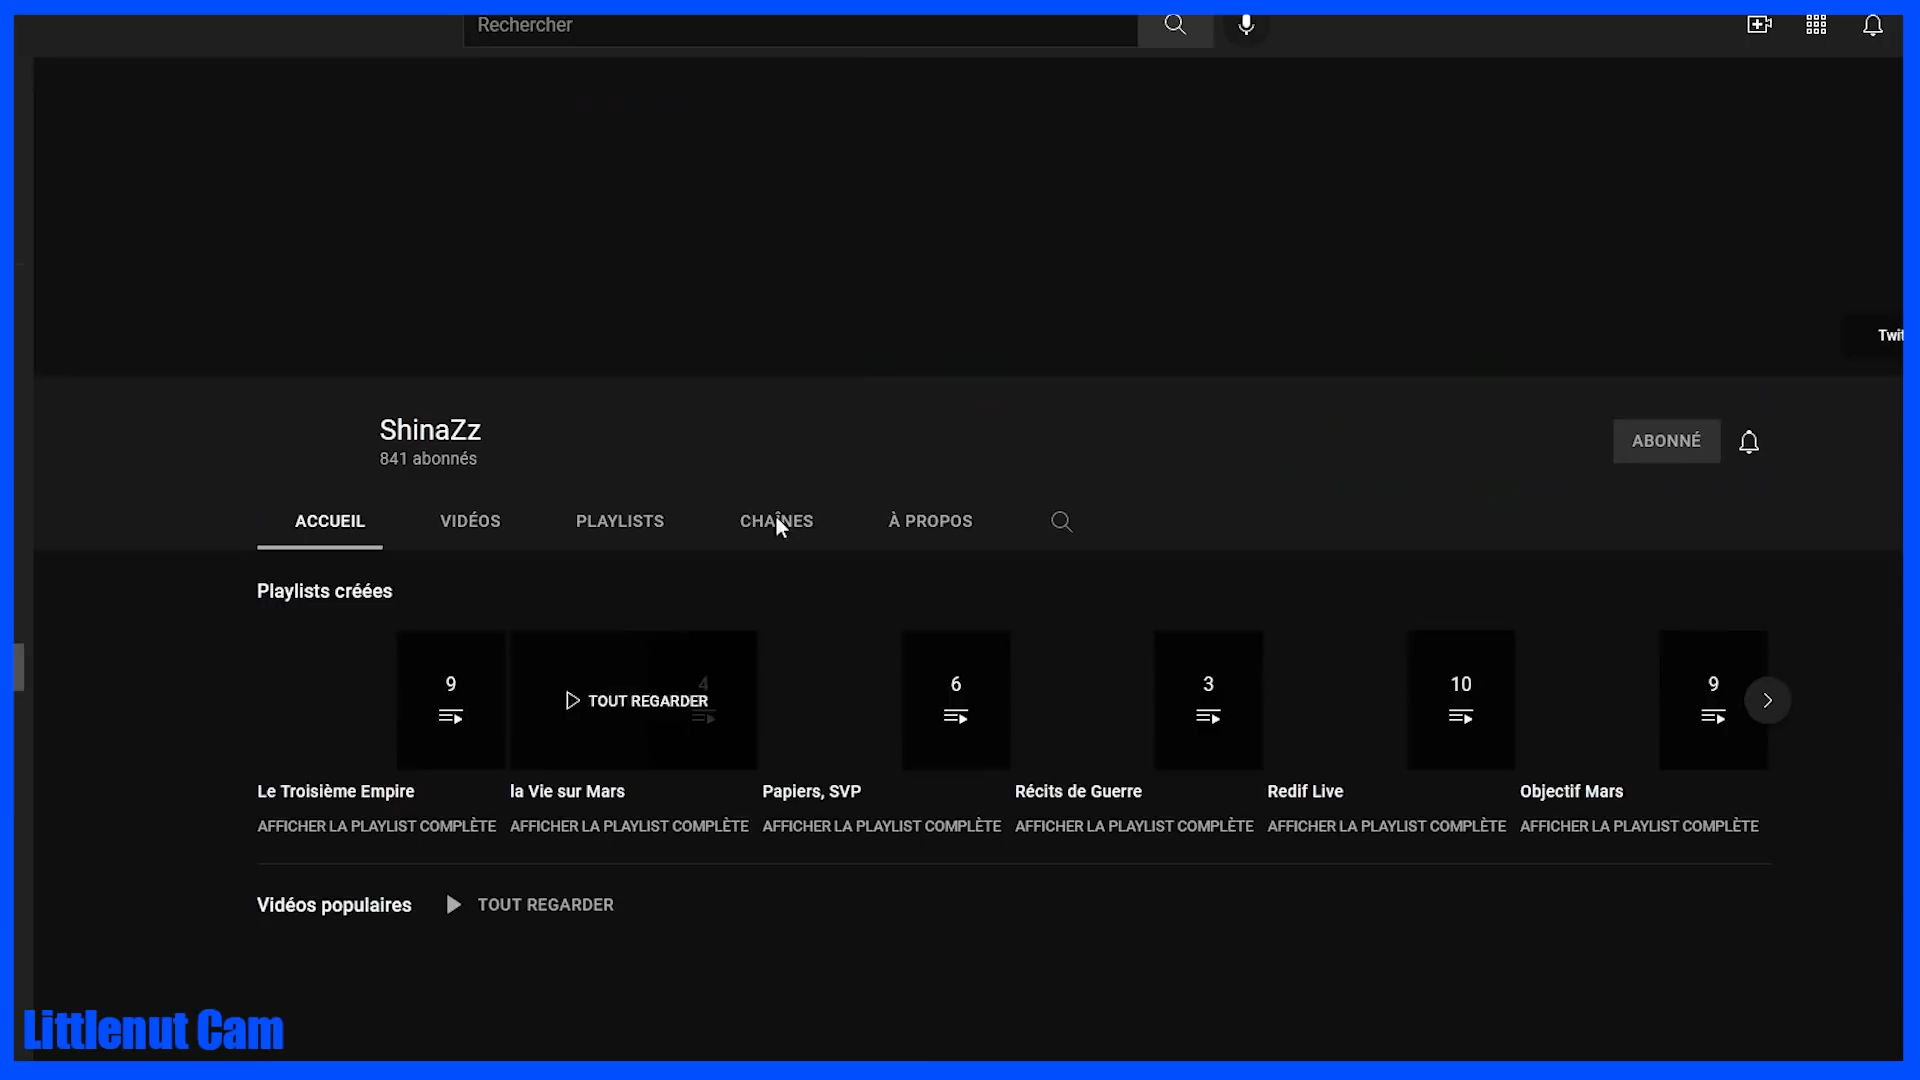 Rechercher
Twit
ShinaZz
841 abonnés
ABONNÉ
ACCUEIL VIDÉOS PLAYLISTS CHAÎNES À PROPOS
Playlists créées
9 TOUT REGARDER 4 6 3 10 9
Le Troisième Empire la Vie sur Mars Papiers, SVP Récits de Guerre Redif Live Objectif Mars
AFFICHER LA PLAYLIST COMPLÈTE AFFICHER LA PLAYLIST COMPLÈTE AFFICHER LA PLAYLIST COMPLÈTE AFFICHER LA PLAYLIST COMPLÈTE AFFICHER LA PLAYLIST COMPLÈTE AFFICHER LA PLAYLIST COMPLÈTE
Vidéos populaires TOUT REGARDER
Littlenut Cam